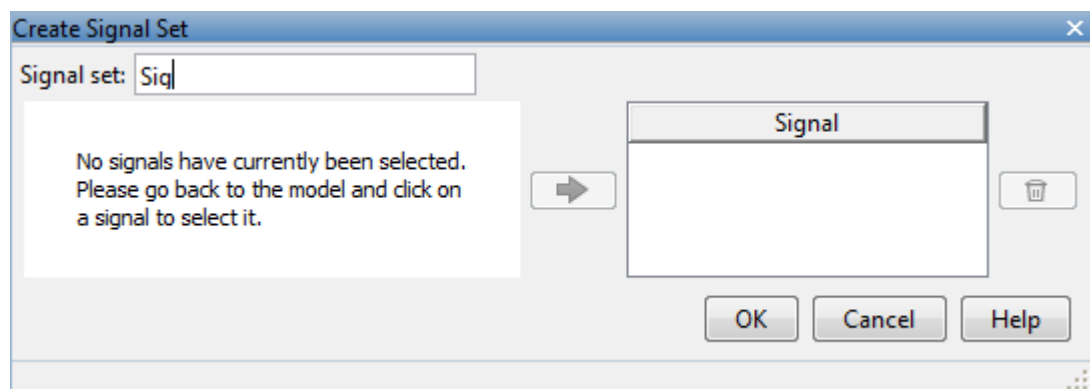 Create Signal Set
Signal set: Sig
No signals have currently been selected.
Please go back to the model and click on
a signal to select it.
Signal
OK Cancel Help